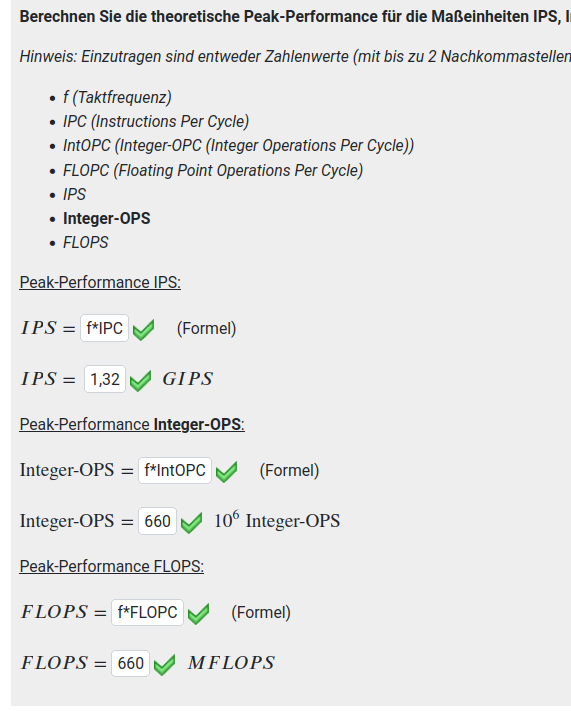 Berechnen Sie die theoretische Peak-Performance für die Maßeinheiten IPS,
Hinweis: Einzutragen sind entweder Zahlenwerte (mit bis zu 2 Nachkommastellen
f (Taktfrequenz)
IPC (Instructions Per Cycle)
IntOPC (Integer-OPC (Integer Operations Per Cycle))
FLOPC (Floating Point Operations Per Cycle)
IPS
Integer-OPS
FLOPS
Peak-Performance IPS:
IPS = f*IPC (Formel)
IPS = 1,32 GIPS
Peak-Performance Integer-OPS:
Integer-OPS = f*IntOPC (Formel)
Integer-OPS = 660 10⁶ Integer-OPS
Peak-Performance FLOPS:
FLOPS = f*FLOPC (Formel)
FLOPS = 660 MFLOPS